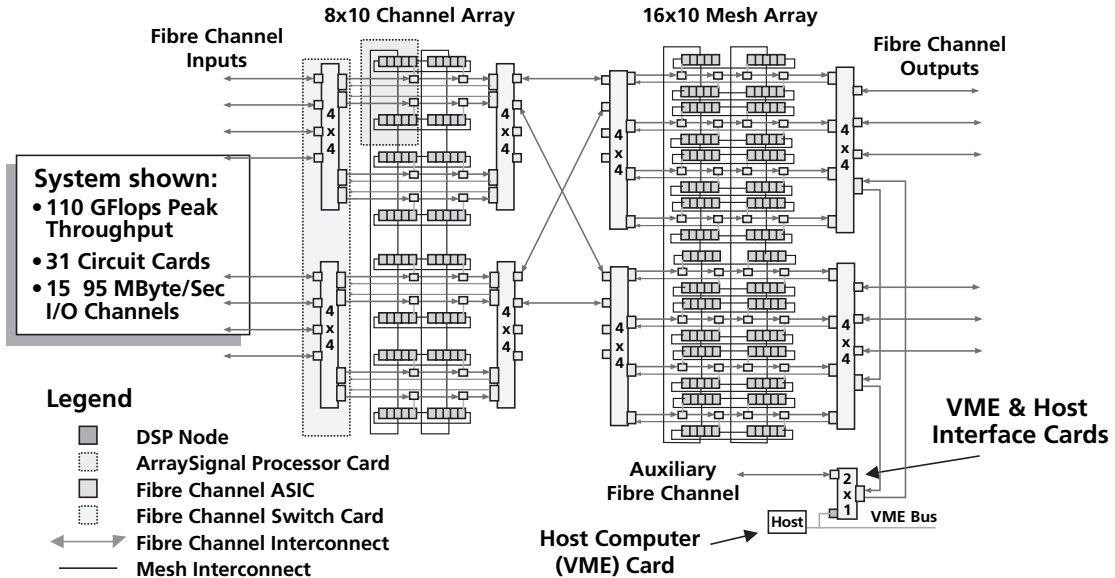 8x10 Channel Array
16x10 Mesh Array
Fibre Channel
Inputs
Fibre Channel
Outputs
4
x
4
4
x
4
4
x
4
4
x
4
System shown:
• 110 GFlops Peak
Throughput
• 31 Circuit Cards
• 15 95 MByte/Sec
I/O Channels
4
x
4
4
x
4
4
x
4
4
x
4
Legend
DSP Node
ArraySignal Processor Card
Fibre Channel ASIC
Fibre Channel Switch Card
Fibre Channel Interconnect
Mesh Interconnect
VME & Host
Interface Cards
Auxiliary
Fibre Channel
2
x
1
Host
VME Bus
Host Computer
(VME) Card